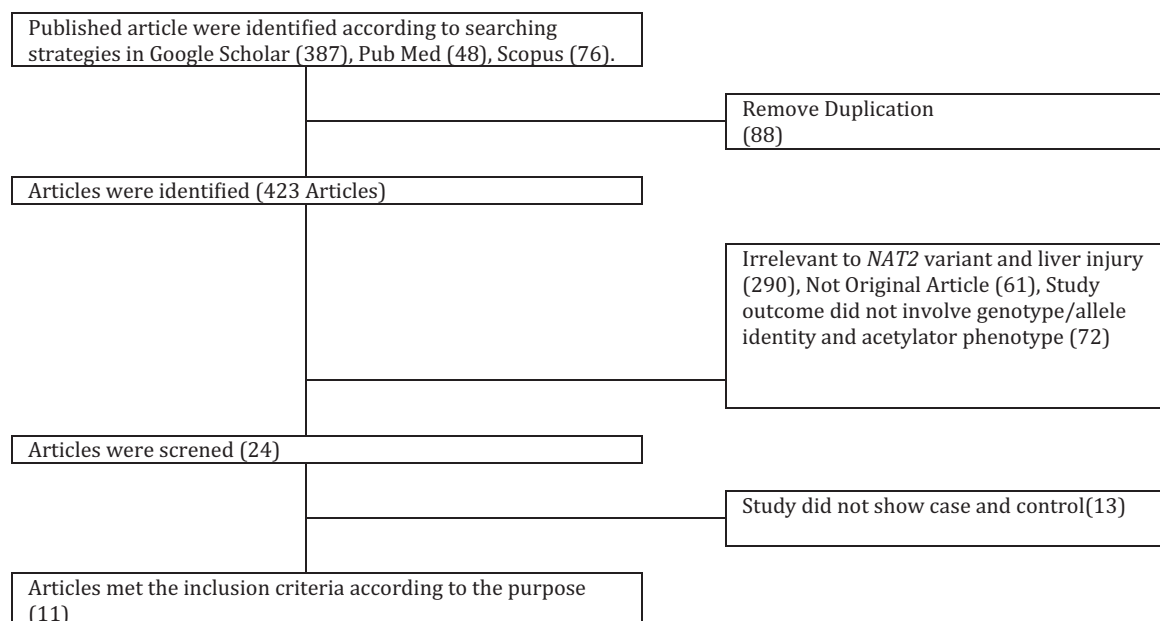 Published article were identified according to searching
strategies in Google Scholar (387), Pub Med (48), Scopus (76).
Remove Duplication
(88)
Articles were identified (423 Articles)
Irrelevant to NAT2 variant and liver injury
(290), Not Original Article (61), Study
outcome did not involve genotype/allele
identity and acetylator phenotype (72)
Articles were screned (24)
Study did not show case and control(13)
Articles met the inclusion criteria according to the purpose
(11)